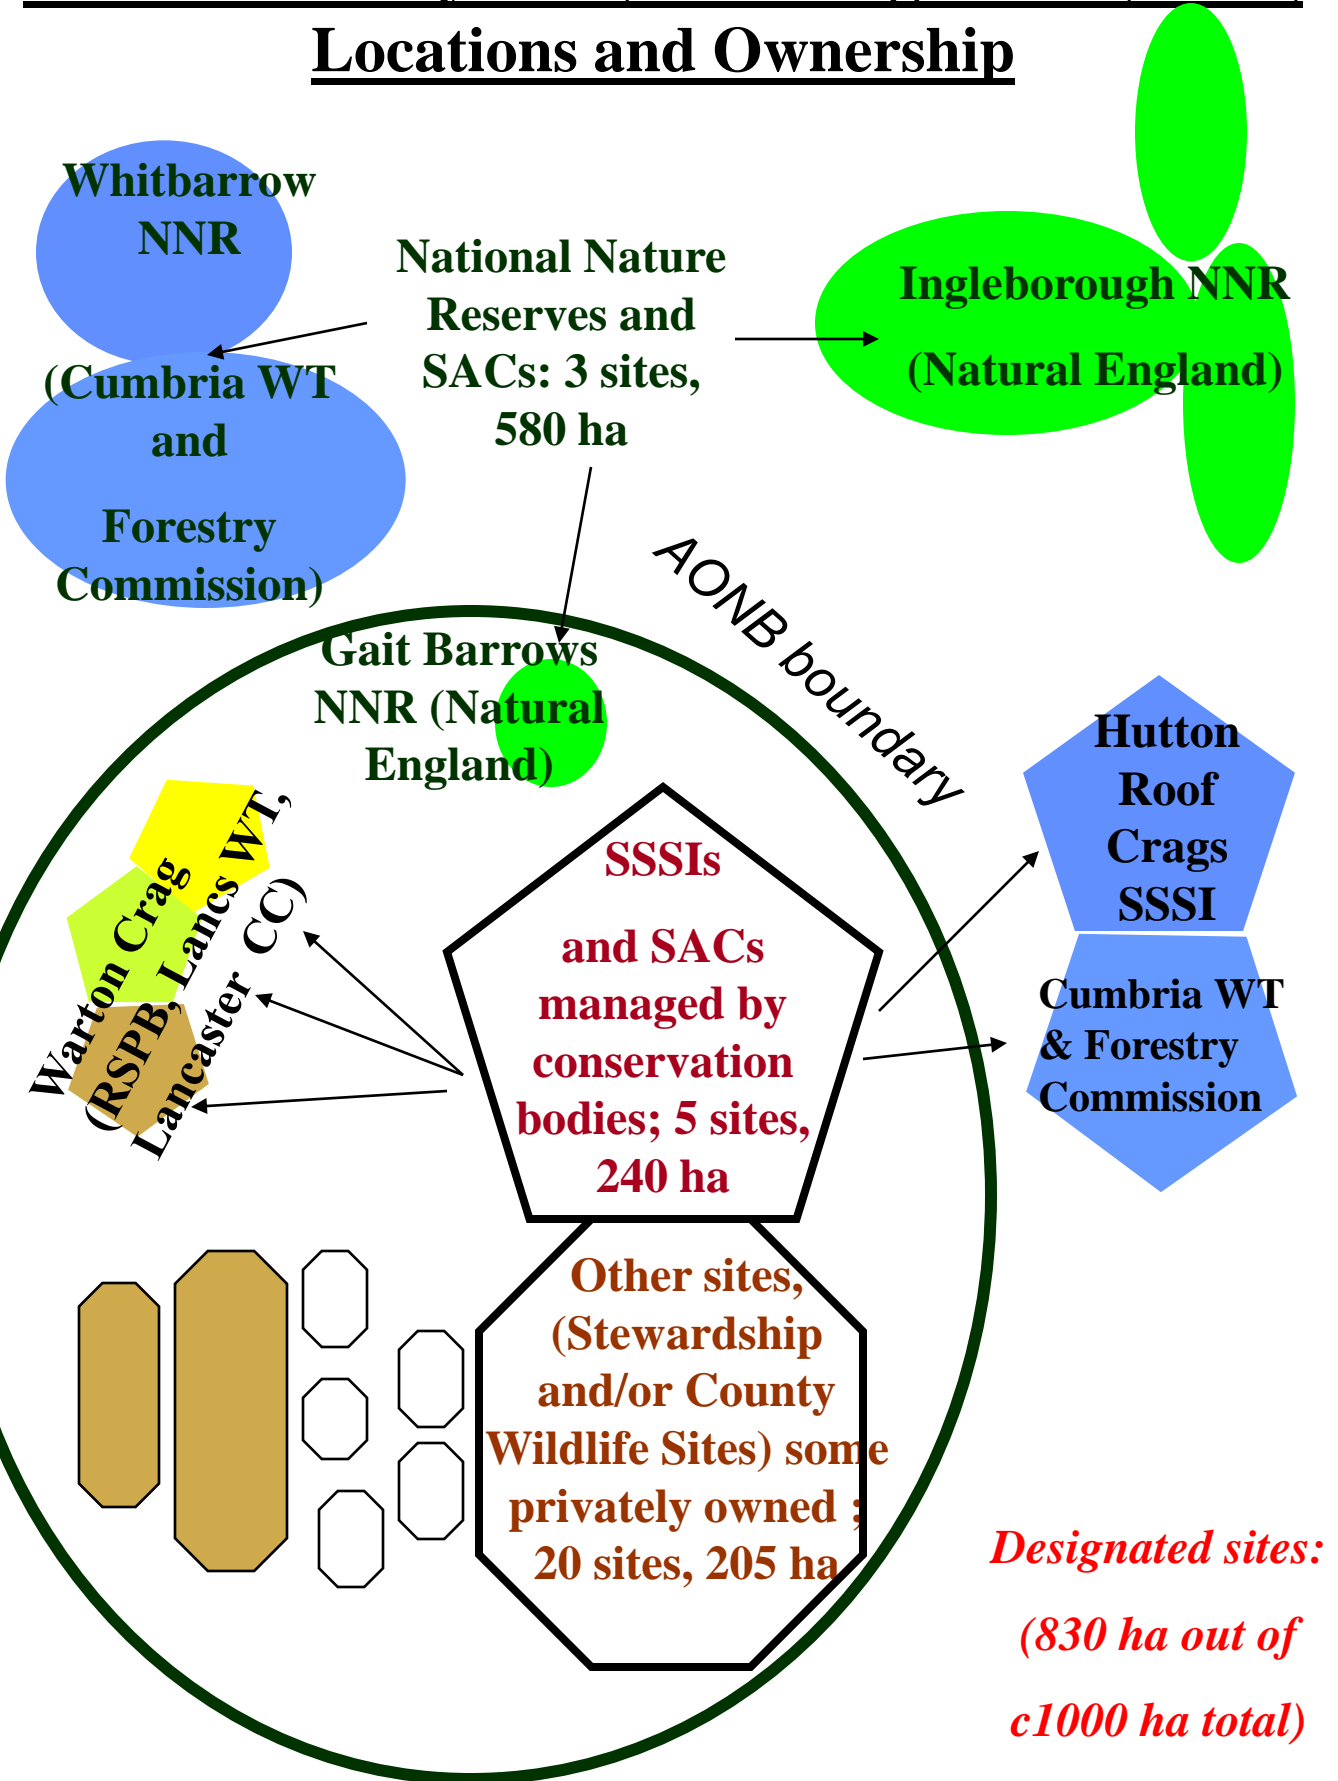 Locations and Ownership
Whitbarrow
NNR
(Cumbria WT
and
Forestry
Commission)
National Nature
Reserves and
SACs: 3 sites,
580 ha
Ingleborough NNR
(Natural England)
AONB boundary
Gait Barrows
NNR (Natural
England)
Warton Crag
(RSPB, Lancs WT,
Lancaster CC)
SSSIs
and SACs
managed by
conservation
bodies; 5 sites,
240 ha
Hutton
Roof
Crags
SSSI
Cumbria WT
& Forestry
Commission
Other sites,
(Stewardship
and/or County
Wildlife Sites) some
privately owned ;
20 sites, 205 ha
Designated sites:
(830 ha out of
c1000 ha total)